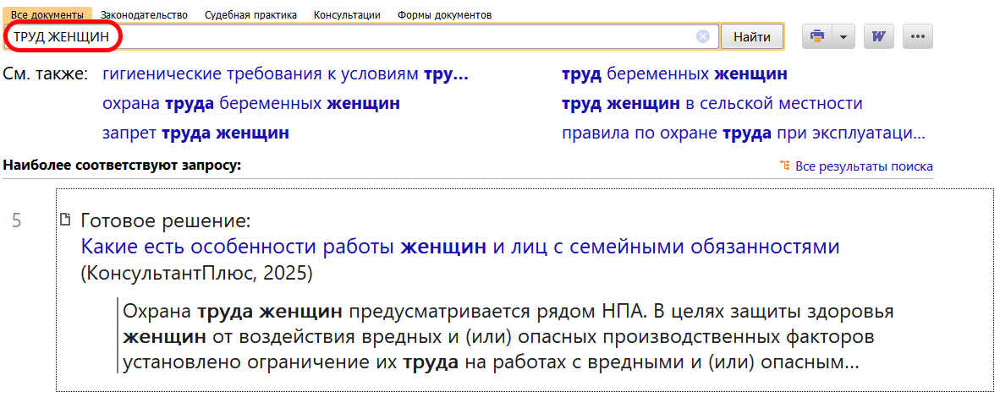 Все документы Законодательство Судебная практика Консультации Формы документов
ТРУД ЖЕНЩИН Найти W
См. также: гигиенические требования к условиям тру... труд беременных женщин
охрана труда беременных женщин труд женщин в сельской местности
запрет труда женщин правила по охране труда при эксплуатаци...
Наиболее соответствуют запросу: Все результаты поиска
5 Готовое решение:
Какие есть особенности работы женщин и лиц с семейными обязанностями
(КонсультантПлюс, 2025)
Охрана труда женщин предусматривается рядом НПА. В целях защиты здоровья
женщин от воздействия вредных и (или) опасных производственных факторов
установлено ограничение их труда на работах с вредными и (или) опасным...